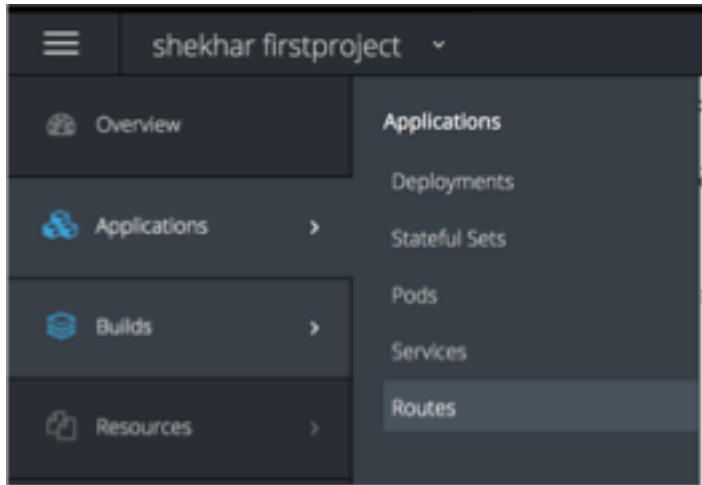 shekhar firstproject
Overview
Applications
Builds
Resources
Applications
Deployments
Stateful Sets
Pods
Services
Routes